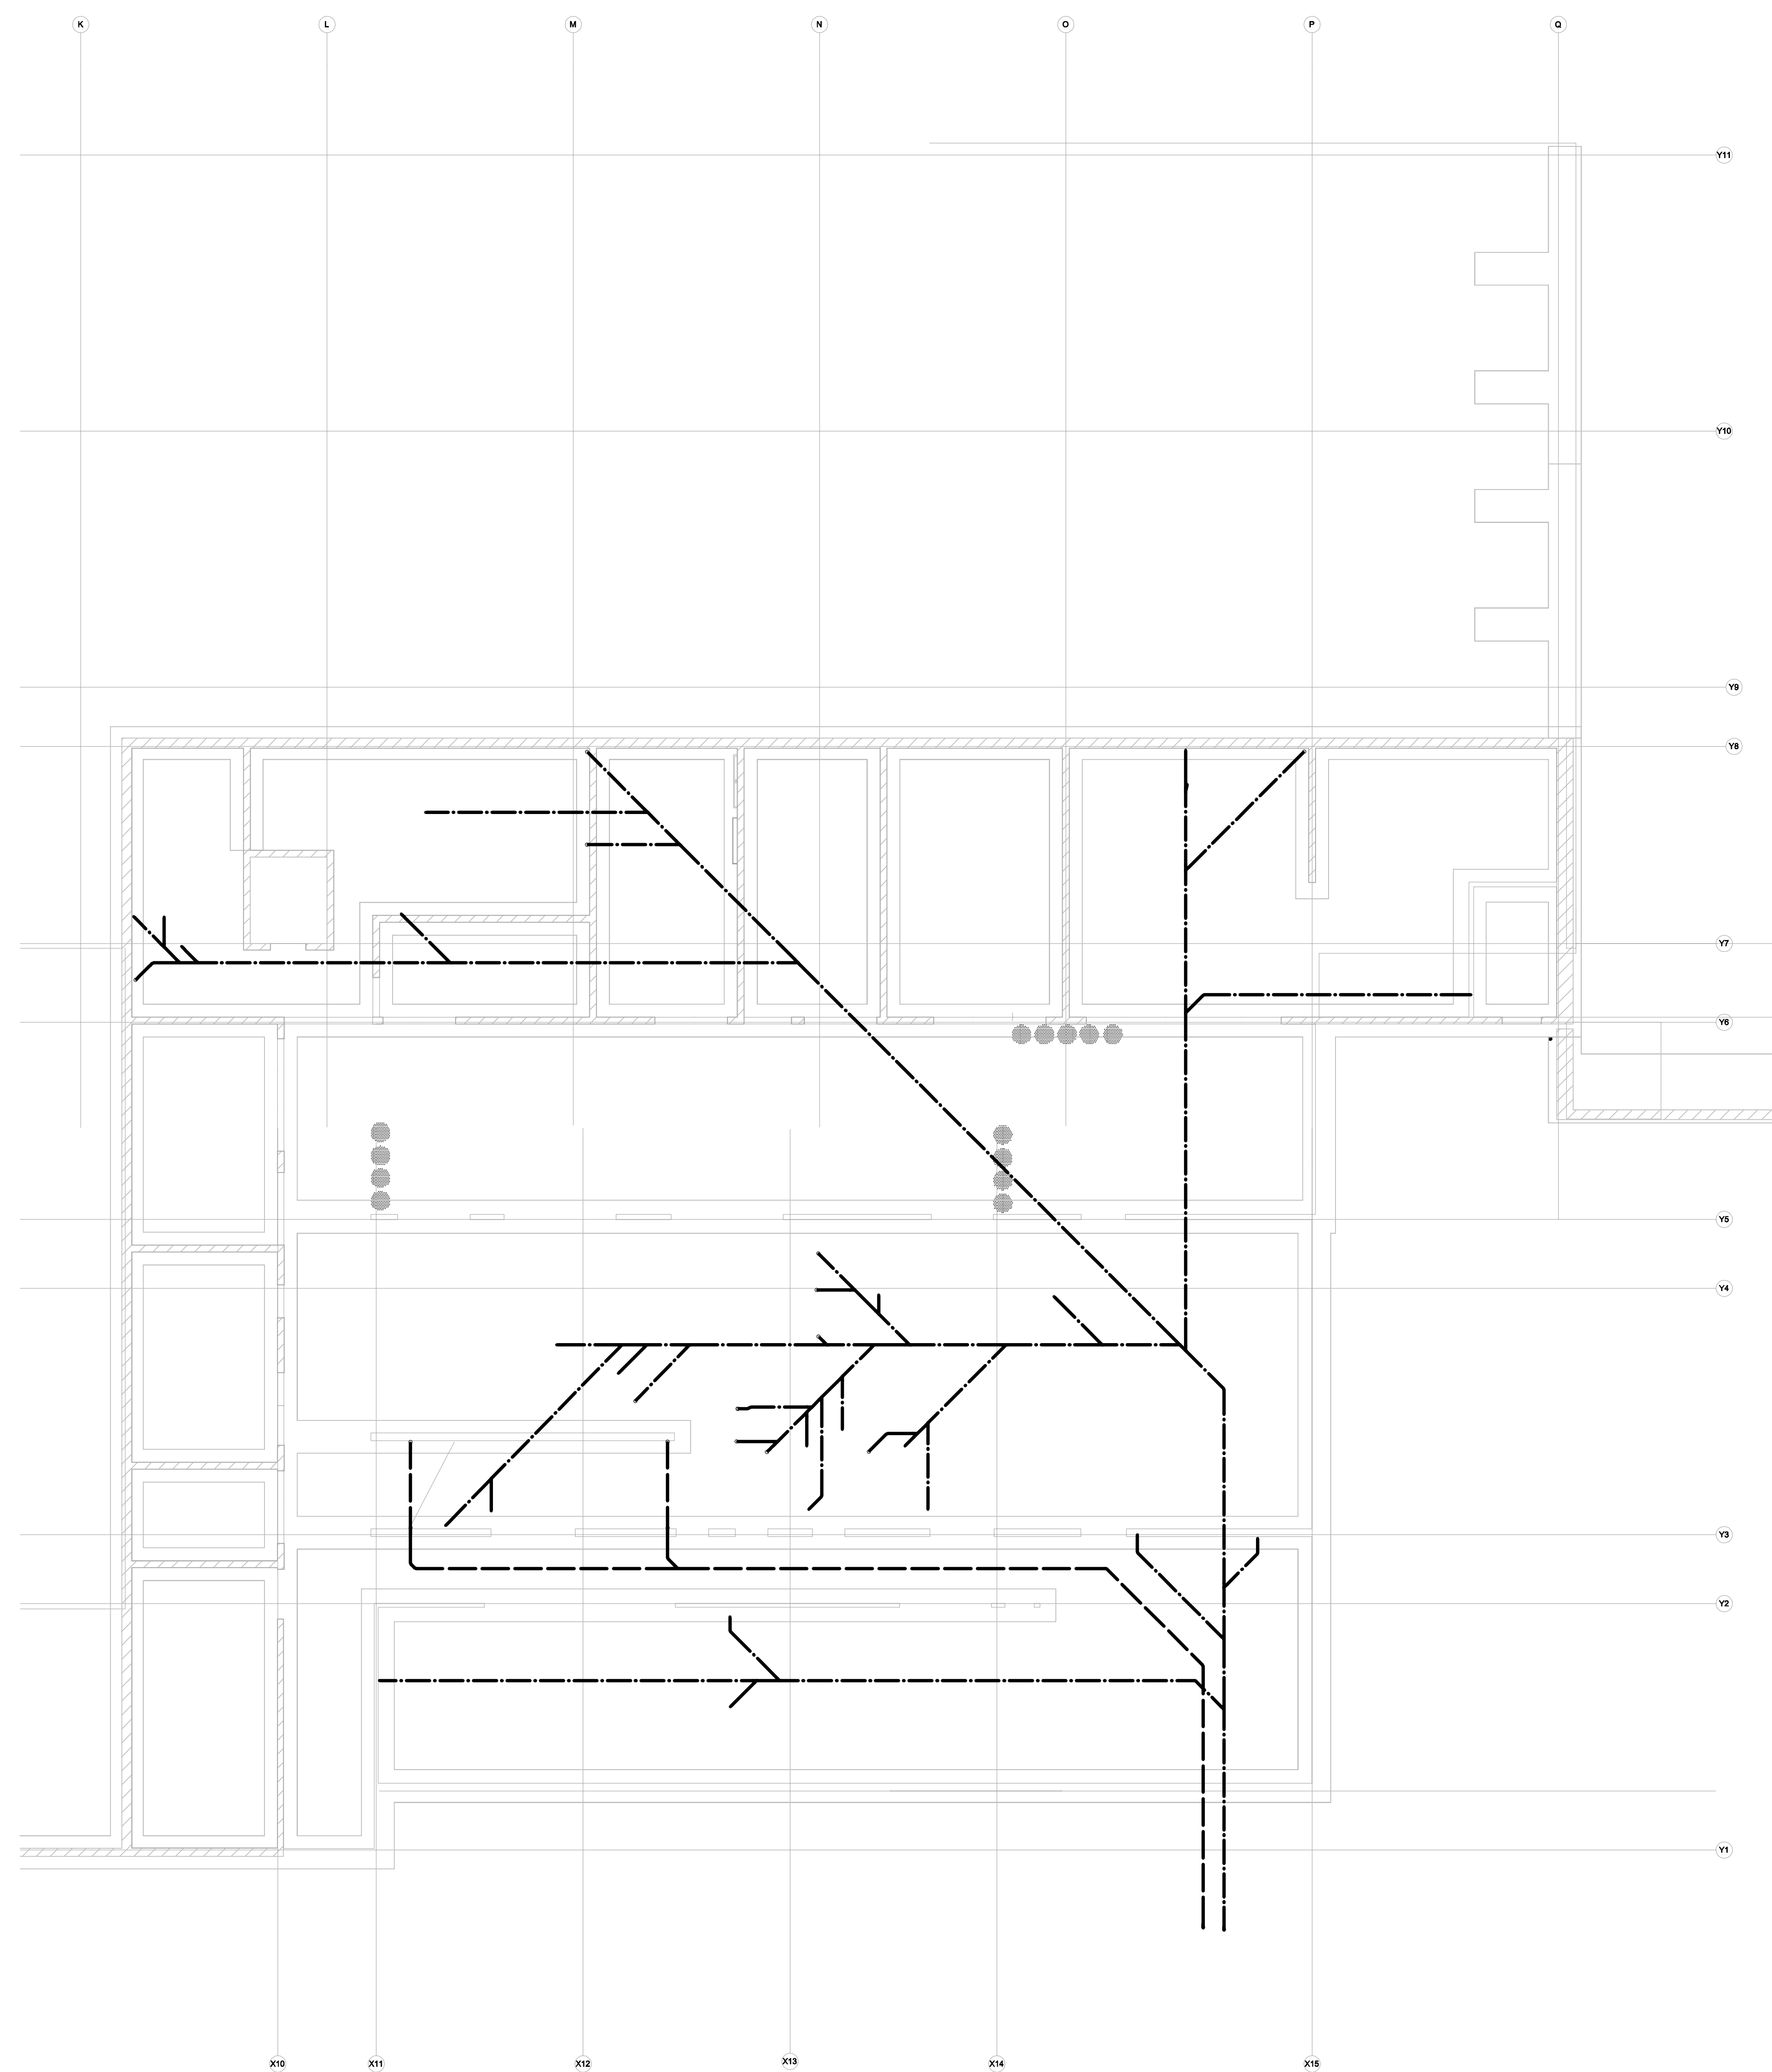 K L M N O P Q
Y11
Y10
Y9
Y8
Y7
Y6
Y5
Y4
Y3
Y2
Y1
X10 X11 X12 X13 X14 X15